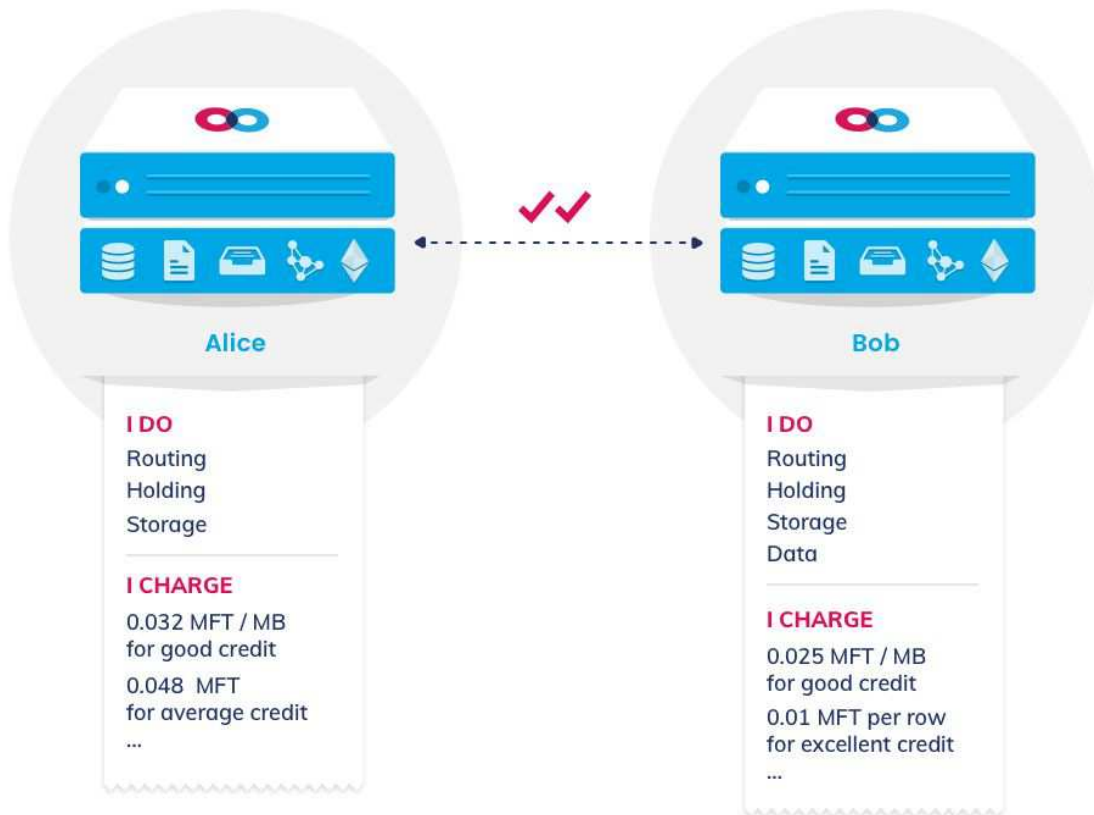 Alice
I DO
Routing
Holding
Storage
I CHARGE
0.032 MFT / MB
for good credit
0.048 MFT
for average credit
...
Bob
I DO
Routing
Holding
Storage
Data
I CHARGE
0.025 MFT / MB
for good credit
0.01 MFT per row
for excellent credit
...